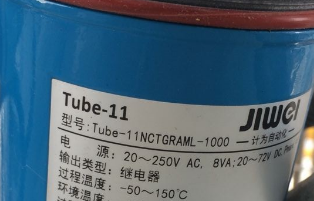 Tube-11
JIWEI
型号:Tube-11NCTGRAML-1000
计为自动化
电 源: 20～250V AC, 8VA; 20～72V DC,
输出类型: 继电器
过程温度: -50～150℃
环境温度: